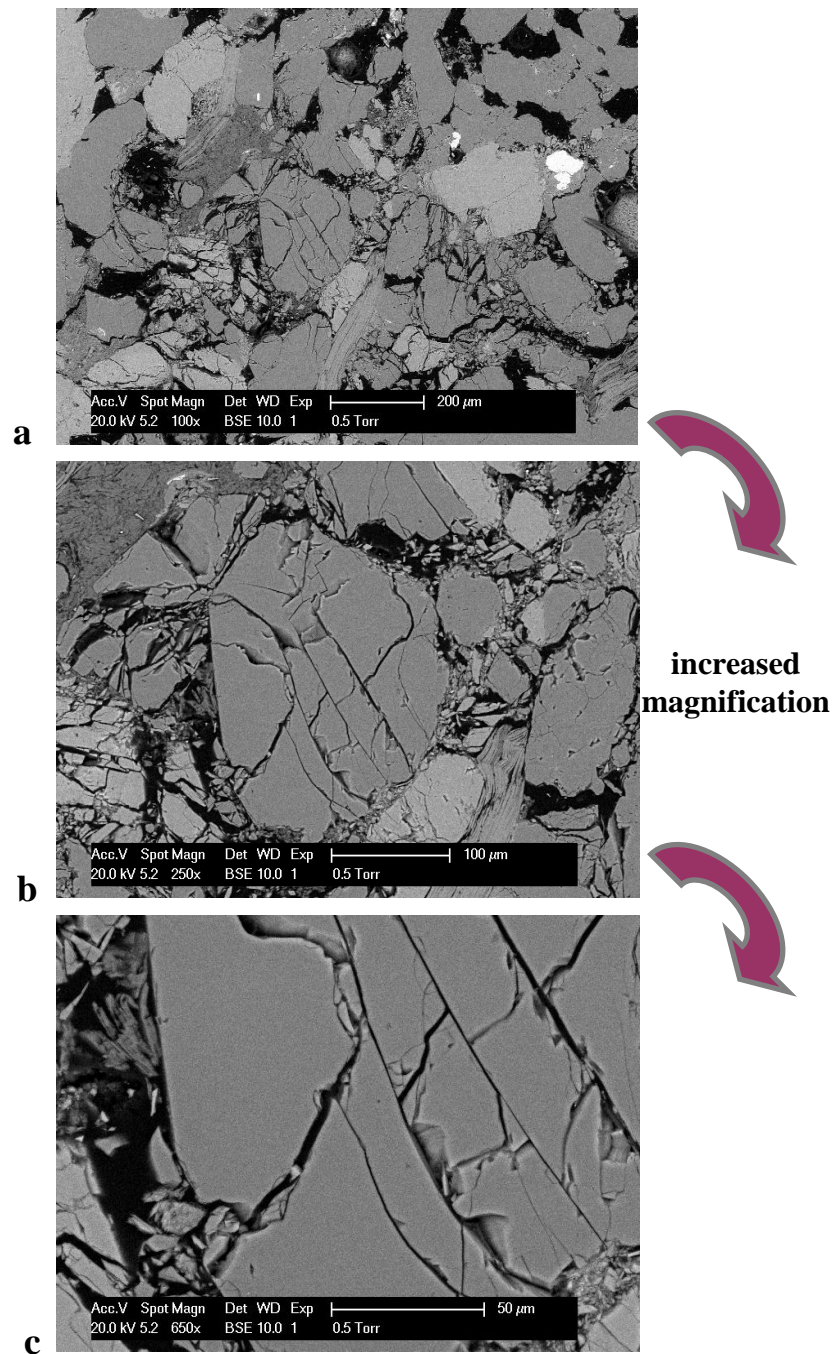 Acc.V Spot Magn Det WD Exp 200 µm
20.0 kV 5.2 100x BSE 10.0 1 0.5 Torr
a
increased
magnification
Acc.V Spot Magn Det WD Exp 100 µm
20.0 kV 5.2 250x BSE 10.0 1 0.5 Torr
b
Acc.V Spot Magn Det WD Exp 50 µm
20.0 kV 5.2 650x BSE 10.0 1 0.5 Torr
c